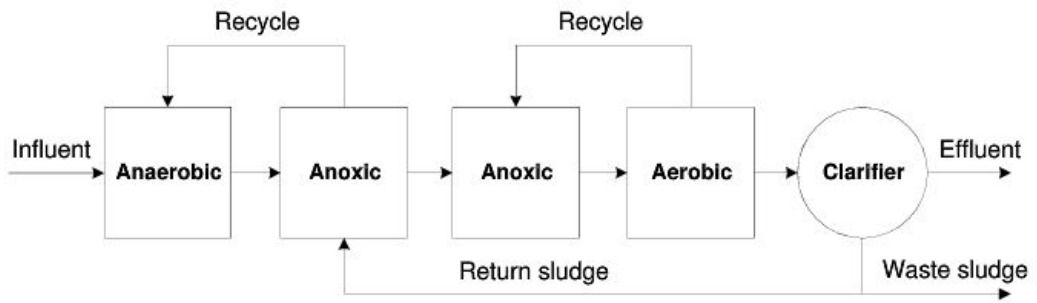 Recycle
Recycle
Influent
Anaerobic
Anoxic
Anoxic
Aerobic
Clarifier
Effluent
Return sludge
Waste sludge